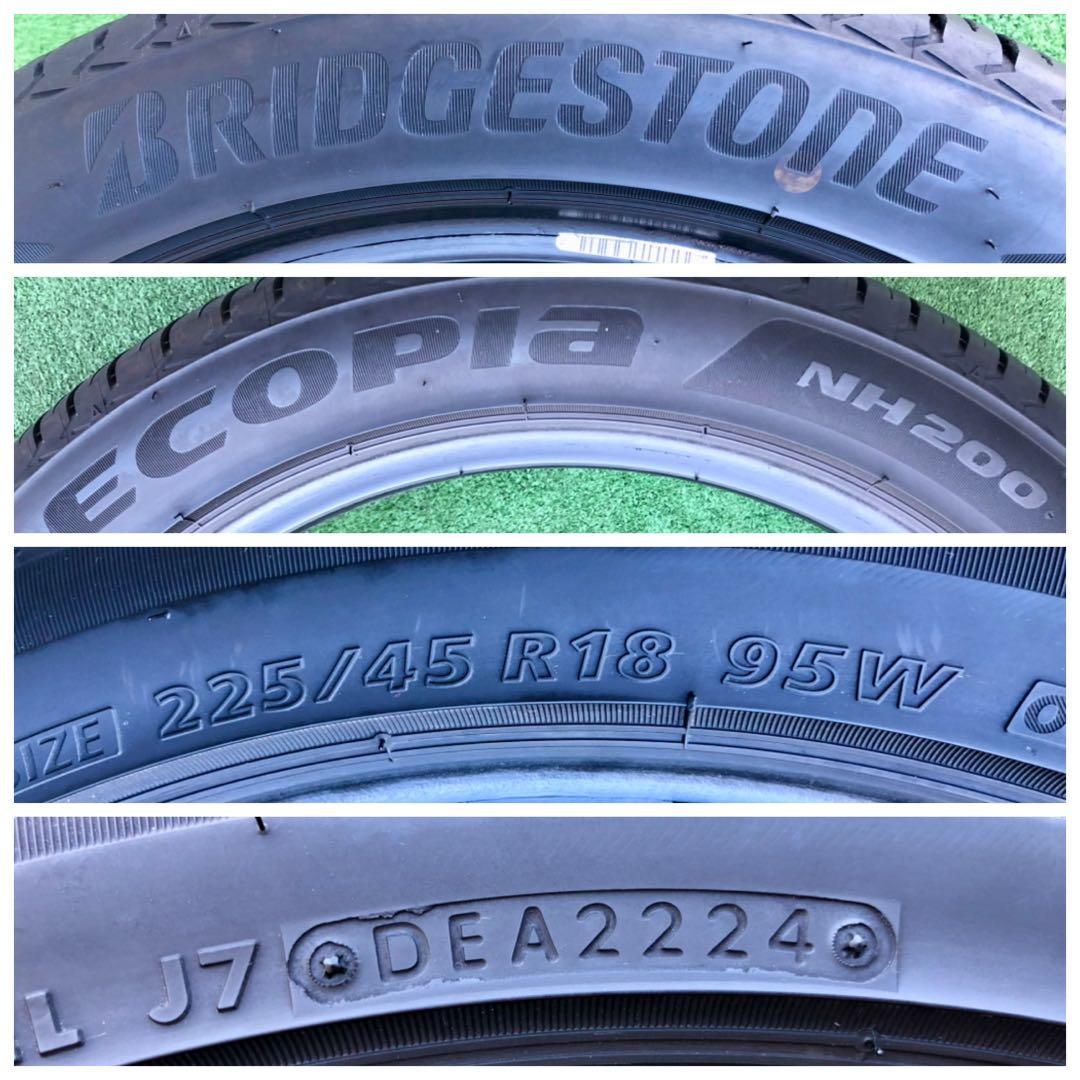 BRIDGESTONE
ECOPIA NH200
SIZE 225/45 R18 95W
L J7 DEA2224